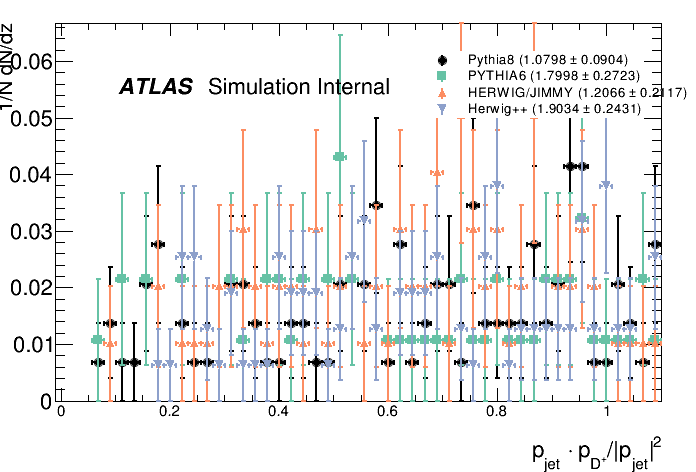 1/N dN/dz
ATLAS Simulation Internal
Pythia8 (1.0798 ± 0.0904)
PYTHIA6 (1.7998 ± 0.2723)
HERWIG/JIMMY (1.2066 ± 0.2117)
Herwig++ (1.9034 ± 0.2431)
0.06
0.05
0.04
0.03
0.02
0.01
0
0 0.2 0.4 0.6 0.8 1
p_jet · p_D⁺/|p_jet|²